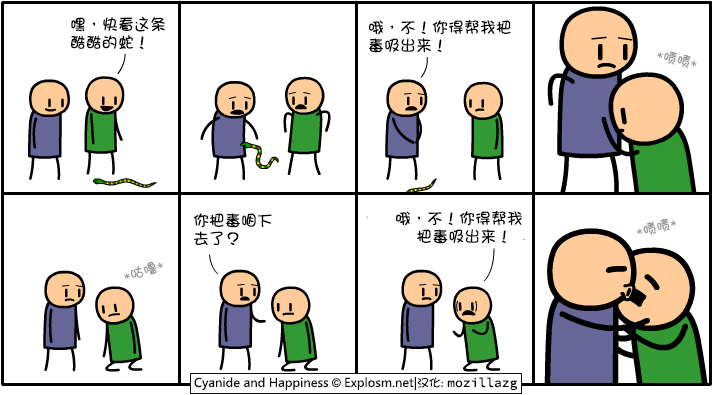 嘿，快看这条
酷酷的蛇！
哦，不！你得帮我把
毒吸出来！
*啧啧*
*咕噜*
你把毒咽下
去了？
哦，不！你得帮我
把毒吸出来！
*啧啧*
Cyanide and Happiness © Explosm.net|汉化: mozillazg